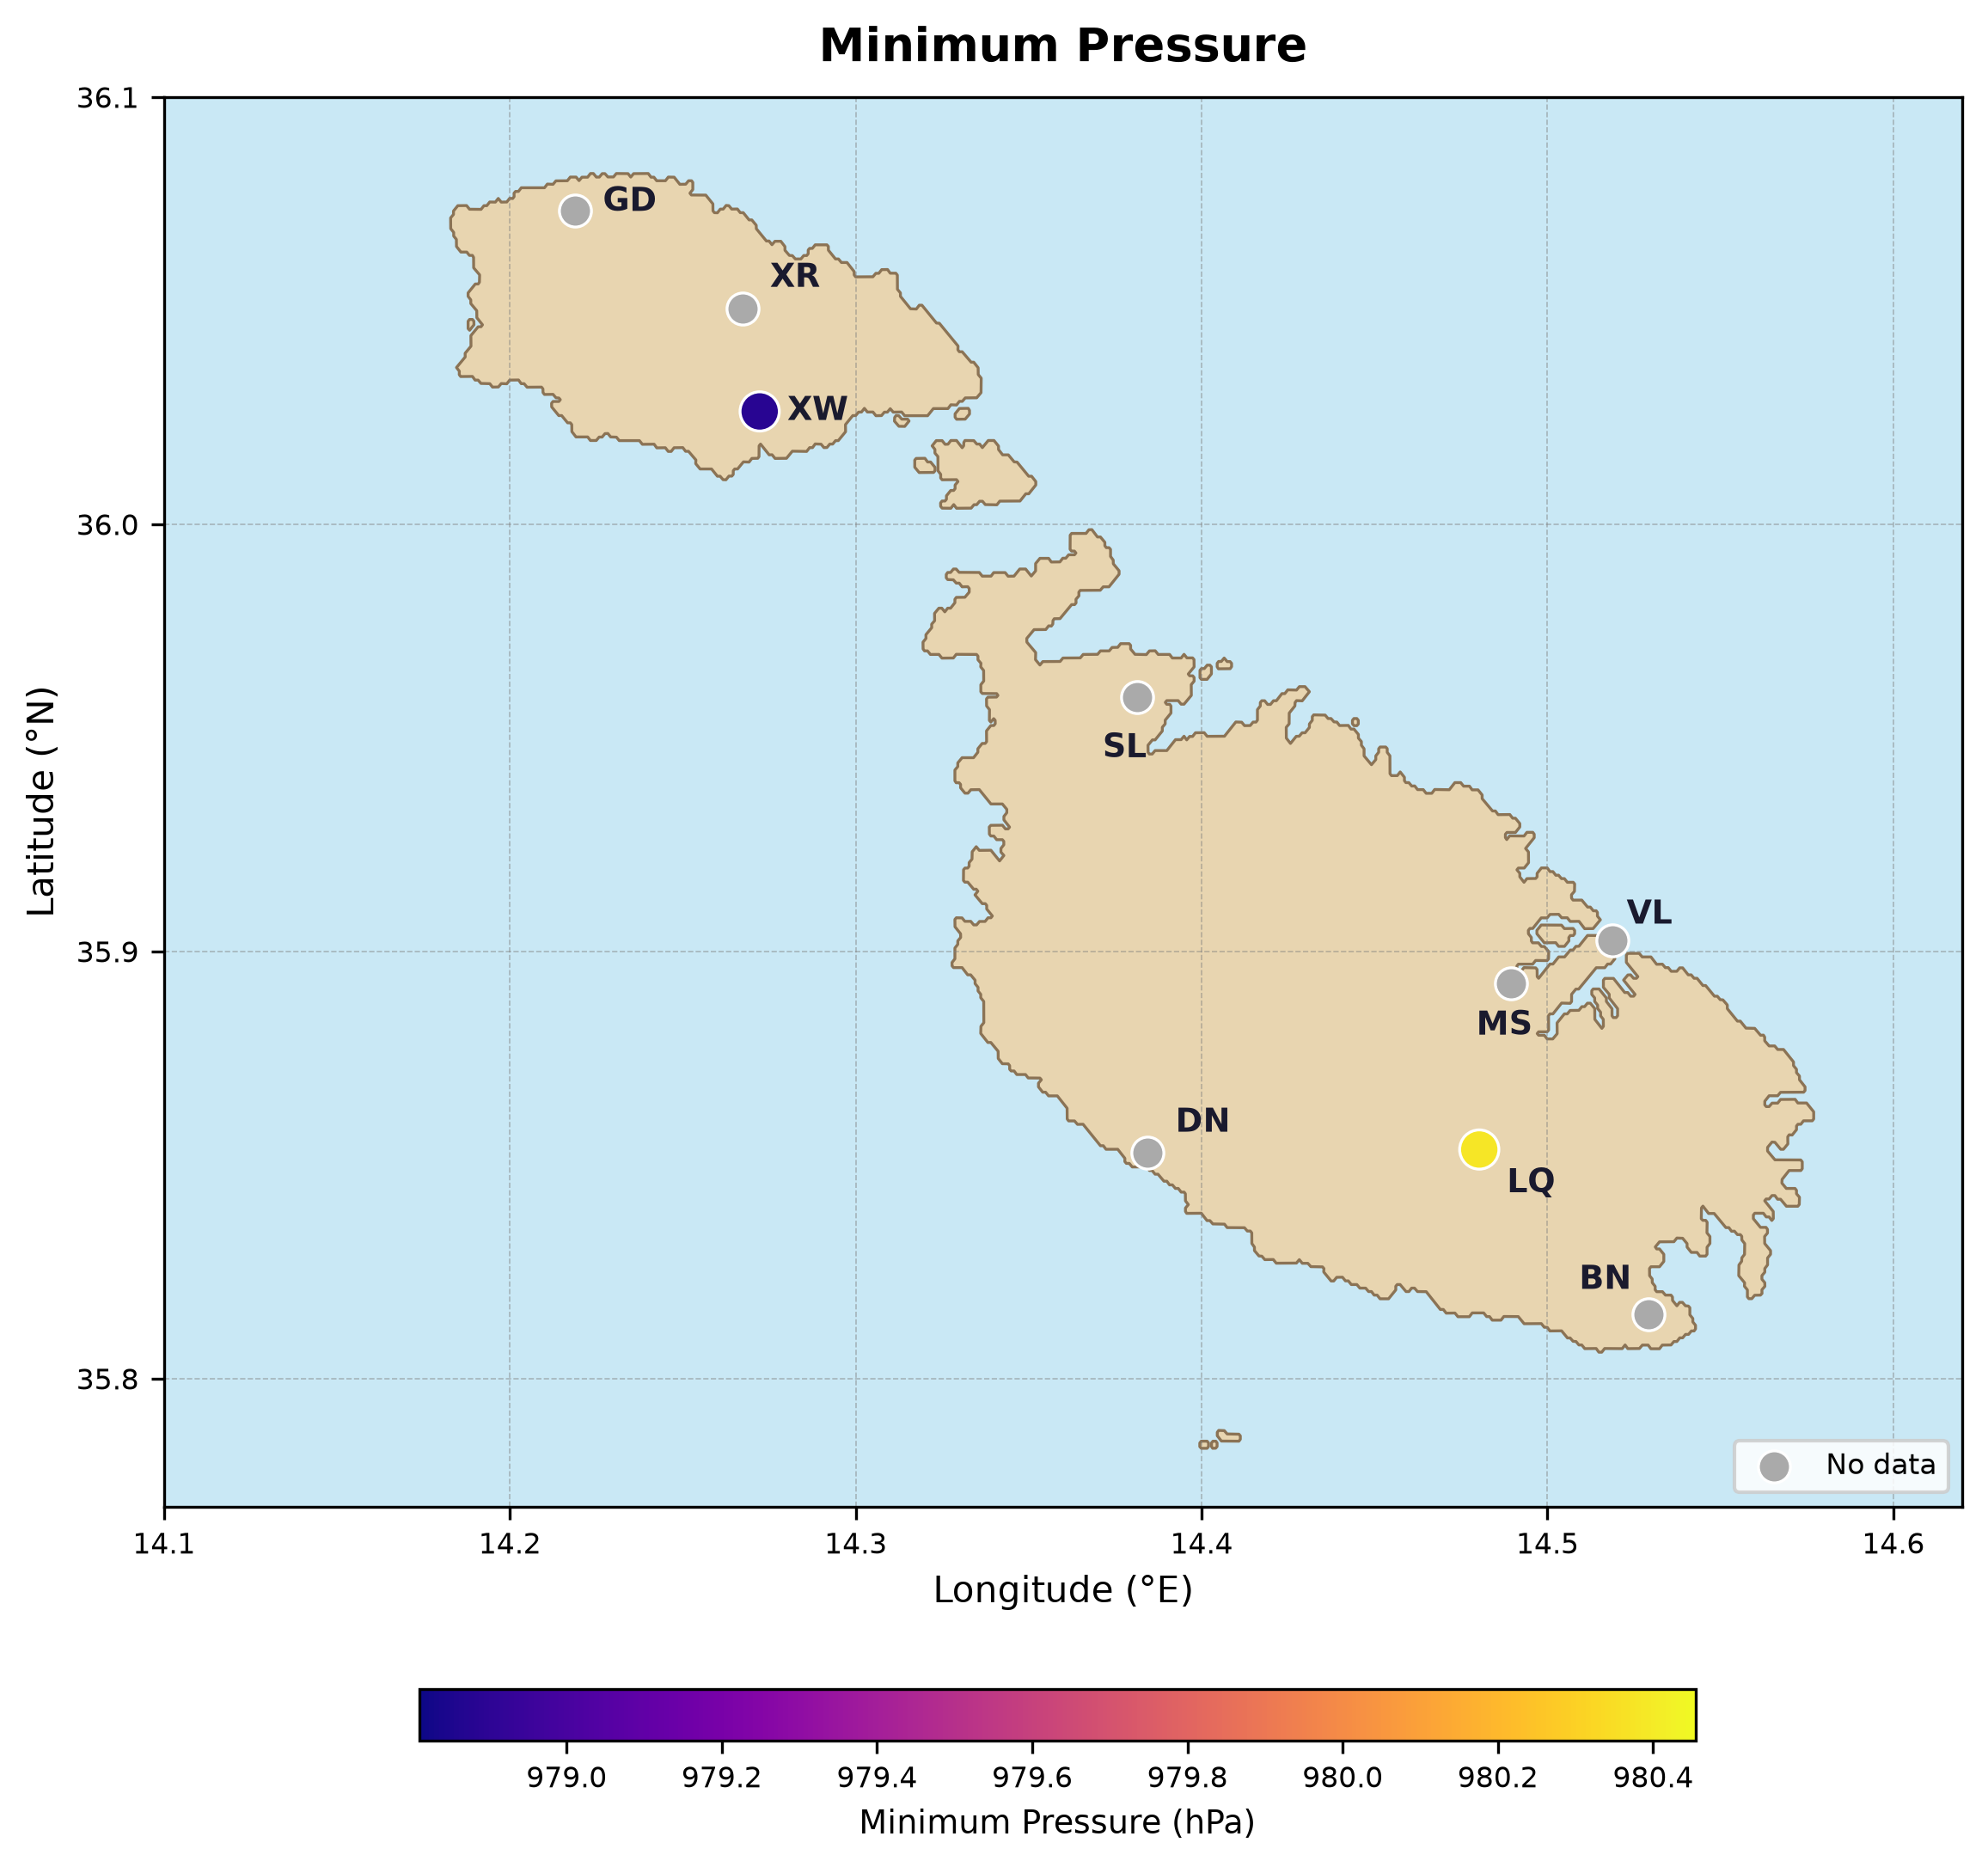 Minimum Pressure
36.1
36.0
35.9
35.8
Latitude (°N)
GD
XR
XW
SL
VL
MS
DN
LQ
BN
No data
14.1 14.2 14.3 14.4 14.5 14.6
Longitude (°E)
979.0 979.2 979.4 979.6 979.8 980.0 980.2 980.4
Minimum Pressure (hPa)